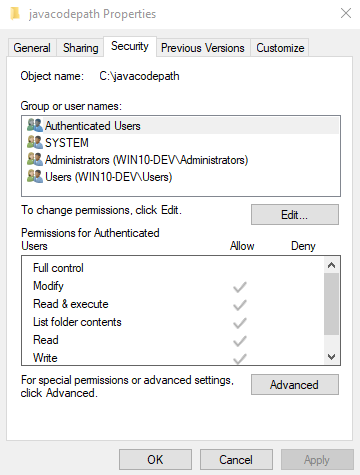 javacodepath Properties
General Sharing Security Previous Versions Customize
Object name: C:\javacodepath
Group or user names:
Authenticated Users
SYSTEM
Administrators (WIN10-DEV\Administrators)
Users (WIN10-DEV\Users)
To change permissions, click Edit.
Edit...
Permissions for Authenticated
Users Allow Deny
Full control
Modify
Read & execute
List folder contents
Read
Write
For special permissions or advanced settings,
click Advanced.
Advanced
OK Cancel Apply